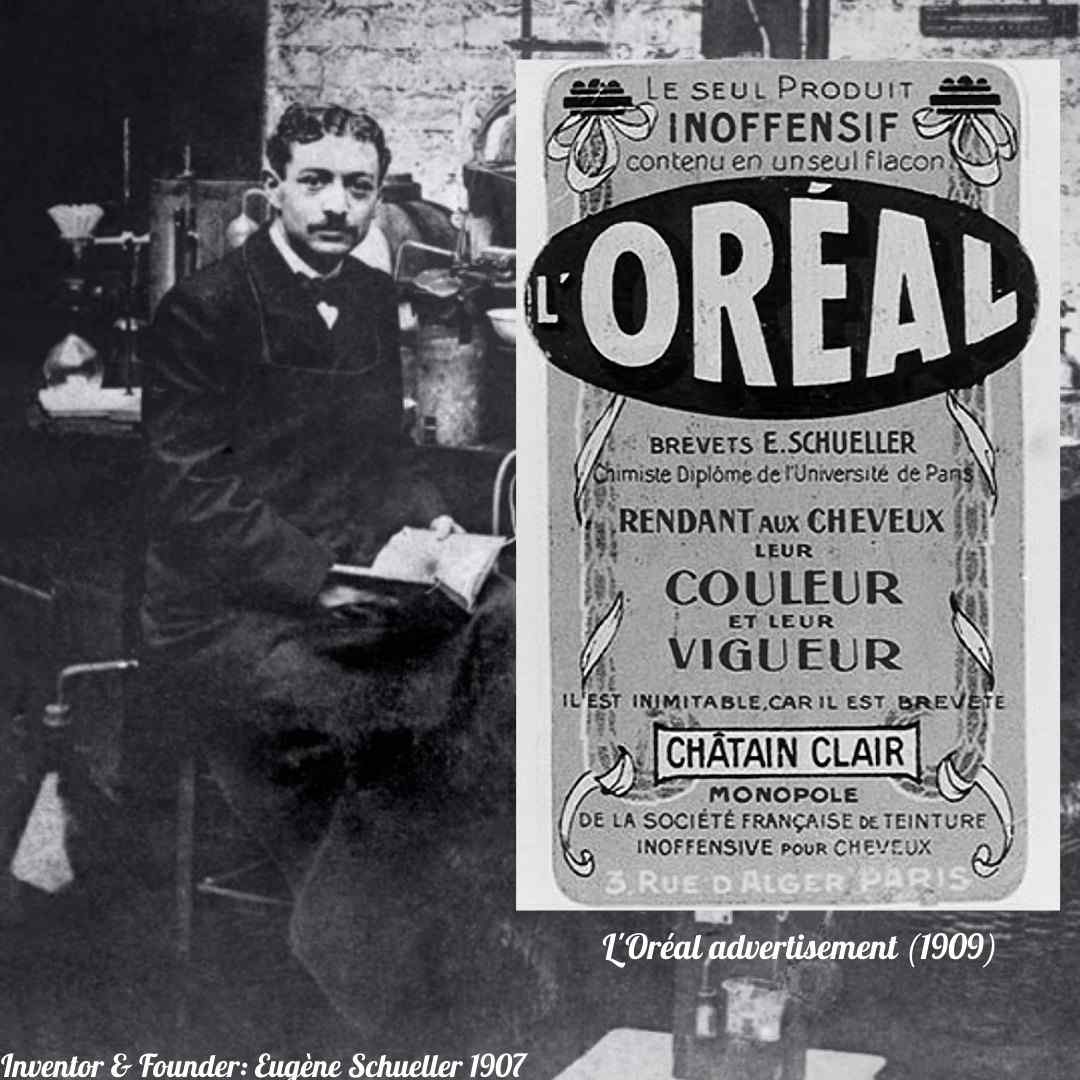 LE SEUL PRODUIT
INOFFENSIF
contenu en un seul flacon
L'ORÉAL
BREVETS E. SCHUELLER
Chimiste Diplôme de l'Université de Paris
RENDANT AUX CHEVEUX
LEUR
COULEUR
ET LEUR
VIGUEUR
IL EST INIMITABLE, CAR IL EST BREVETE
CHÂTAIN CLAIR
MONOPOLE
DE LA SOCIÉTÉ FRANÇAISE DE TEINTURE
INOFFENSIVE POUR CHEVEUX
3, RUE D'ALGER PARIS
L'Oréal advertisement (1909)
Inventor & Founder: Eugène Schueller 1907